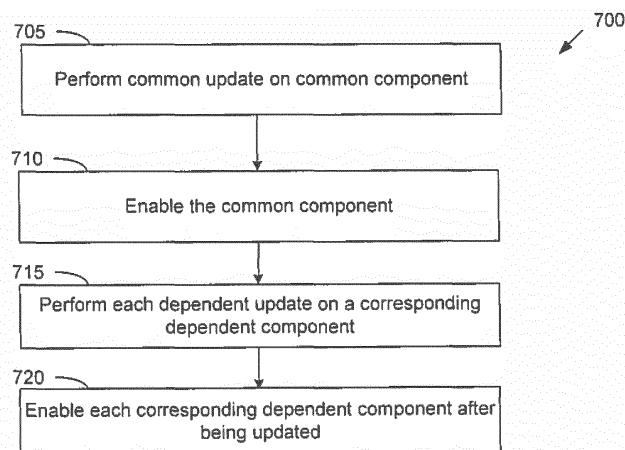 705
700
Perform common update on common component
710
Enable the common component
715
Perform each dependent update on a corresponding
dependent component
720
Enable each corresponding dependent component after
being updated